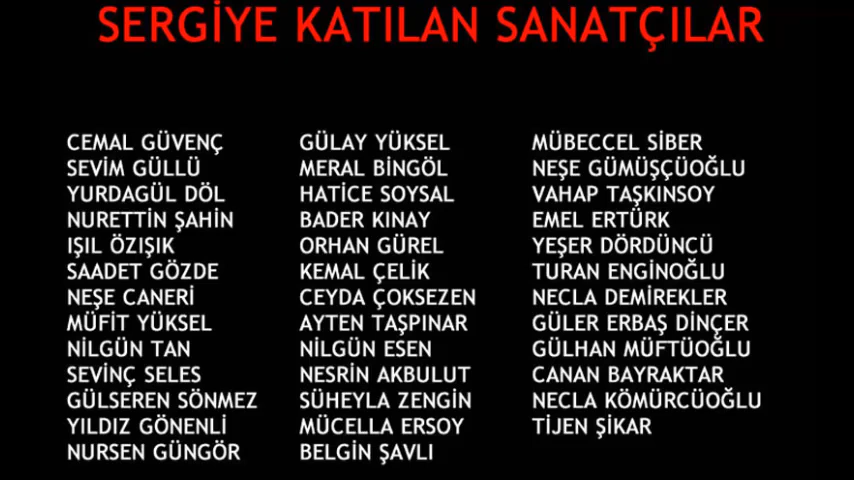 SERGİYE KATILAN SANATÇILAR
CEMAL GÜVENÇ
SEVİM GÜLLÜ
YURDAGÜL DÖL
NURETTİN ŞAHİN
IŞIL ÖZIŞIK
SAADET GÖZDE
NEŞE CANERİ
MÜFİT YÜKSEL
NİLGÜN TAN
SEVİNÇ SELES
GÜLSEREN SÖNMEZ
YILDIZ GÖNENLİ
NURSEN GÜNGÖR
GÜLAY YÜKSEL
MERAL BİNGÖL
HATİCE SOYSAL
BADER KINAY
ORHAN GÜREL
KEMAL ÇELİK
CEYDA ÇOKSEZEN
AYTEN TAŞPINAR
NİLGÜN ESEN
NESRİN AKBULUT
SÜHEYLA ZENGİN
MÜCELLA ERSOY
BELGİN ŞAVLI
MÜBECCEL SİBER
NEŞE GÜMÜŞÇÜOĞLU
VAHAP TAŞKINSOY
EMEL ERTÜRK
YEŞER DÖRDÜNCÜ
TURAN ENGİNOĞLU
NECLA DEMİREKLER
GÜLER ERBAŞ DİNÇER
GÜLHAN MÜFTÜOĞLU
CANAN BAYRAKTAR
NECLA KÖMÜRCÜOĞLU
TİJEN ŞİKAR